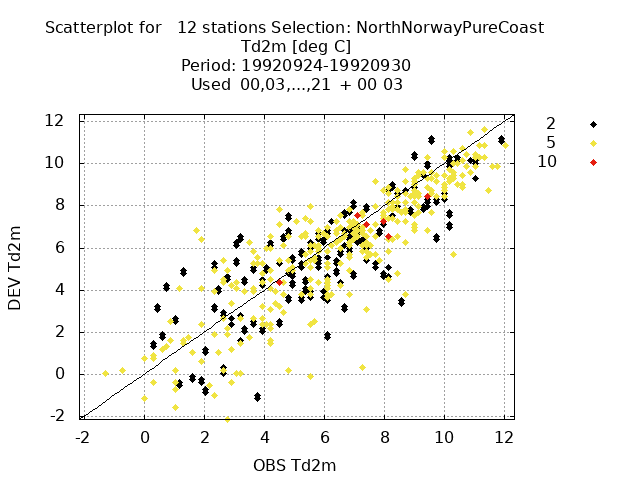 Scatterplot for   12 stations Selection: NorthNorwayPureCoast
Td2m [deg C]
Period: 19920924-19920930
Used  00,03,...,21  + 00 03
2
5
10
12
10
8
6
4
2
0
-2
DEV Td2m
-2 0 2 4 6 8 10 12
OBS Td2m